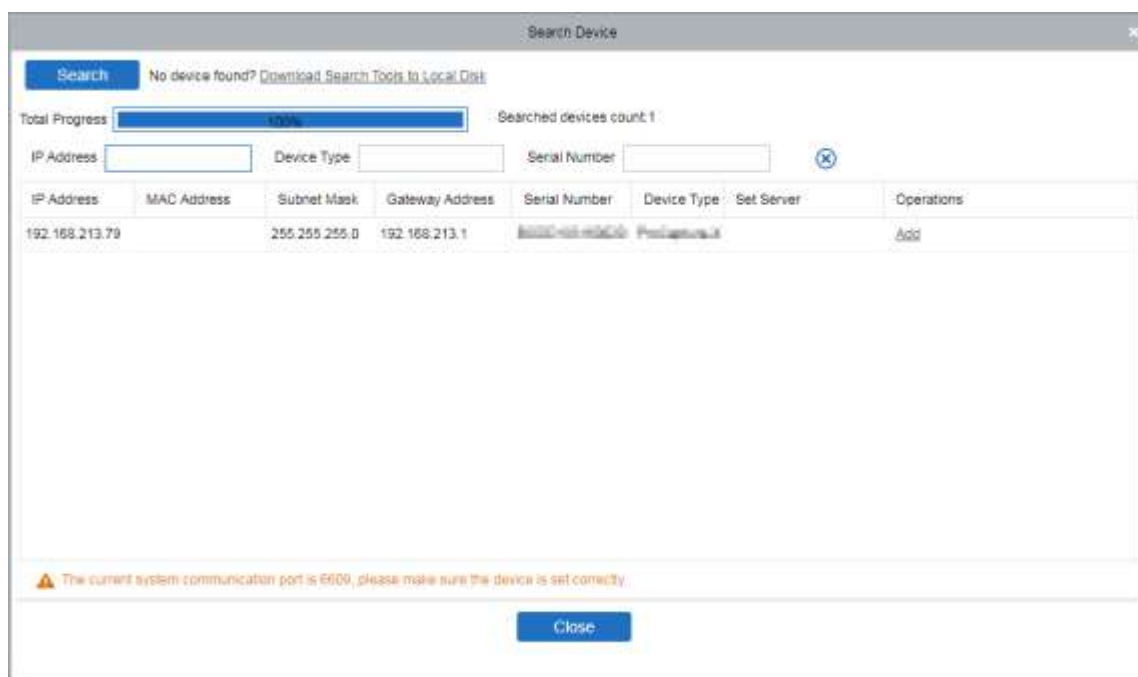 Search Device
Search No device found? Download Search Tools to Local Disk
Total Progress 100% Searched devices count:1
IP Address Device Type Serial Number
IP Address MAC Address Subnet Mask Gateway Address Serial Number Device Type Set Server Operations
192.168.213.79 255.255.255.0 192.168.213.1 Add
The current system communication port is 6609, please make sure the device is set correctly.
Close